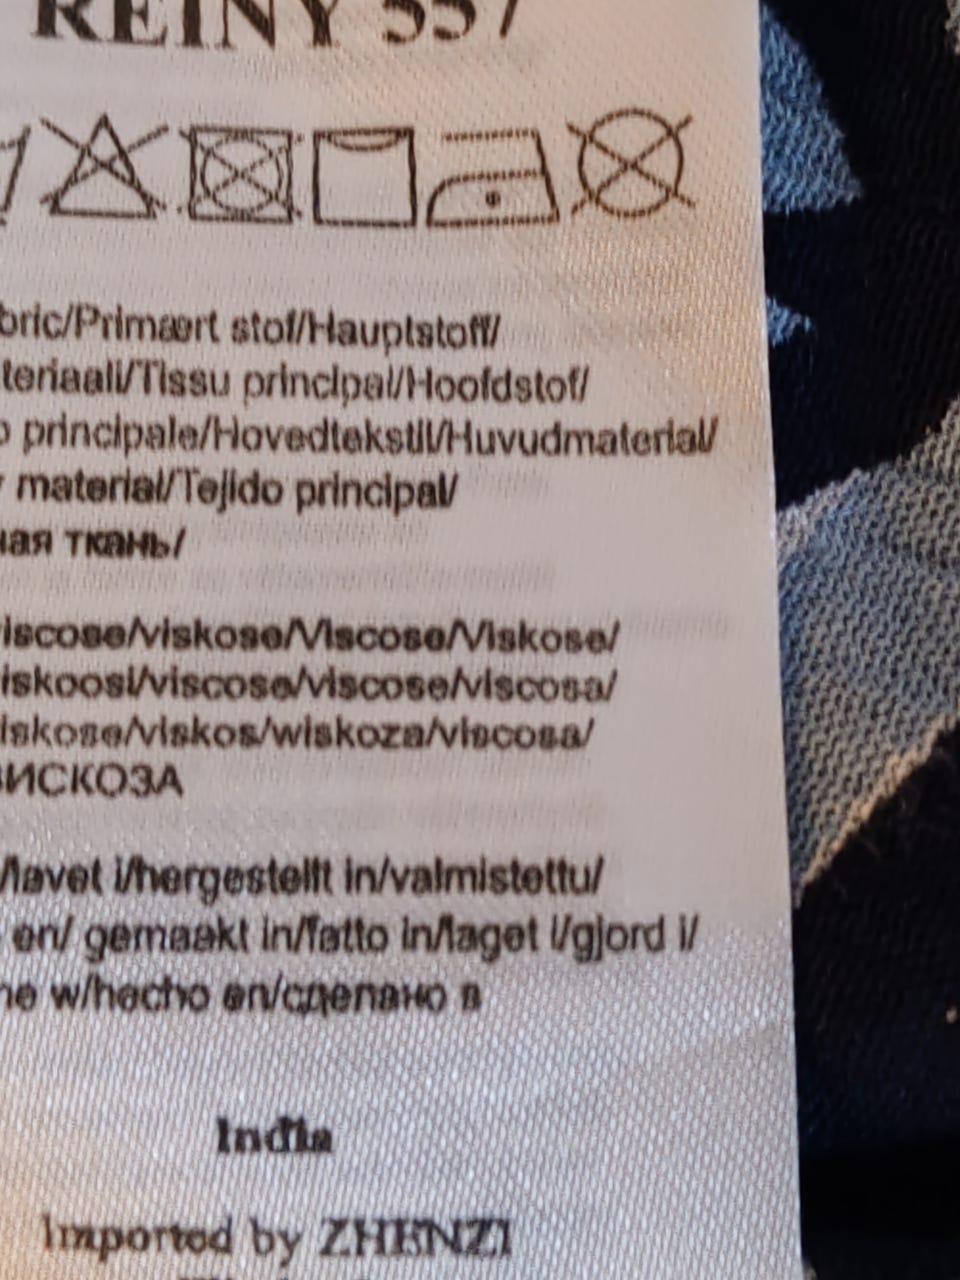 REINY 557
bric/Primært stof/Hauptstoff/
teriaali/Tissu principal/Hoofdstof/
o principale/Hovedtekstil/Huvudmaterial/
y material/Tejido principal/
ная ткань/
viscose/viskose/Viscose/Viskose/
iskoosi/viscose/viscose/viscosa/
iskose/viskos/wiskoza/viscosa/
ВИСКОЗА
/lavet i/hergestellt in/valmistettu/
en/ gemaakt in/fatto in/laget i/gjord i/
ne w/hecho en/сделано в
India
Imported by ZHENZI